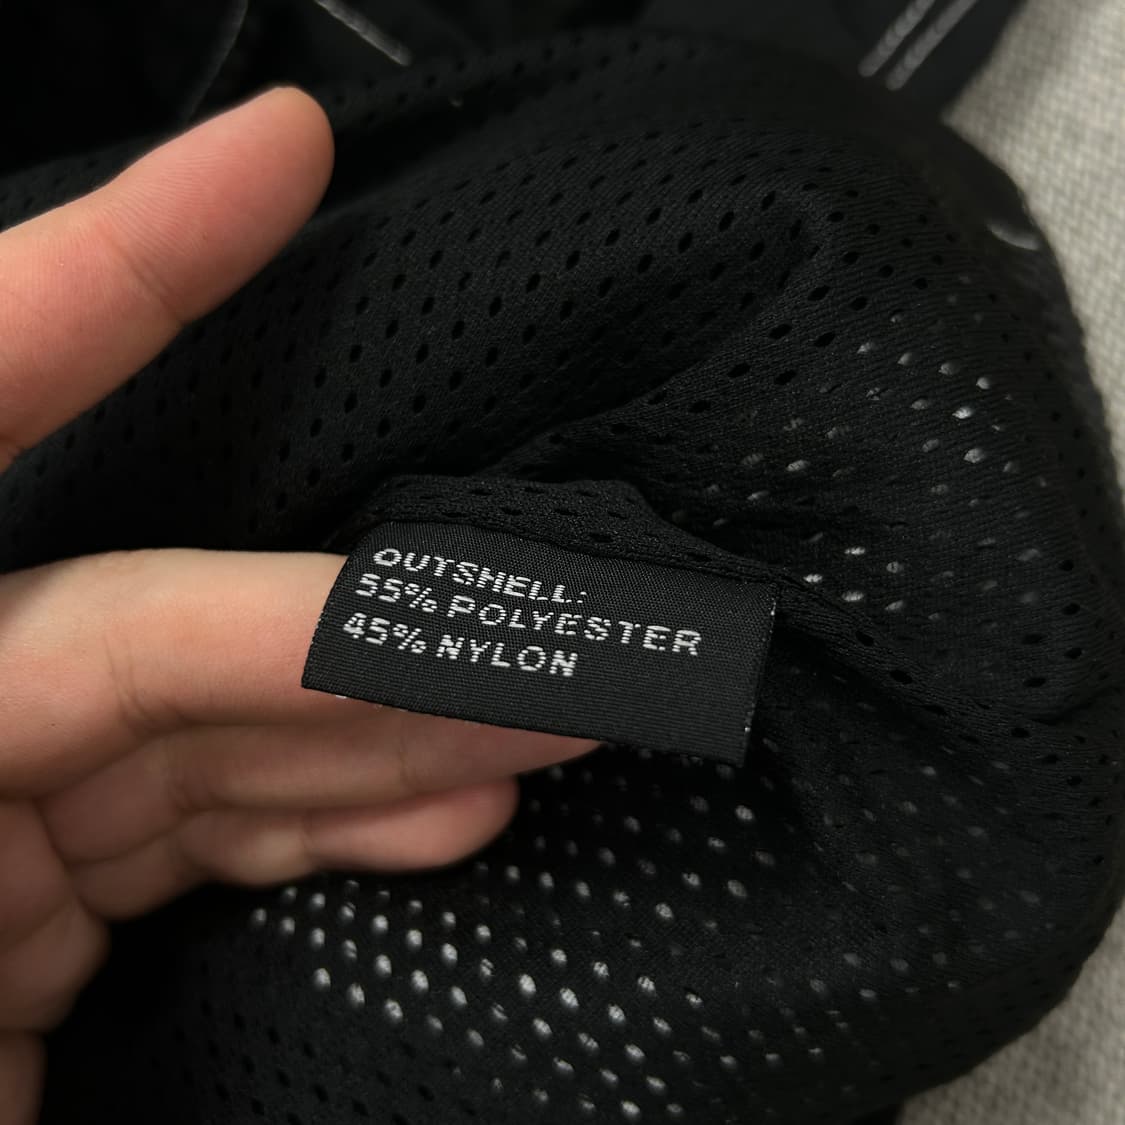 OUTSHELL:
55% POLYESTER
45% NYLON